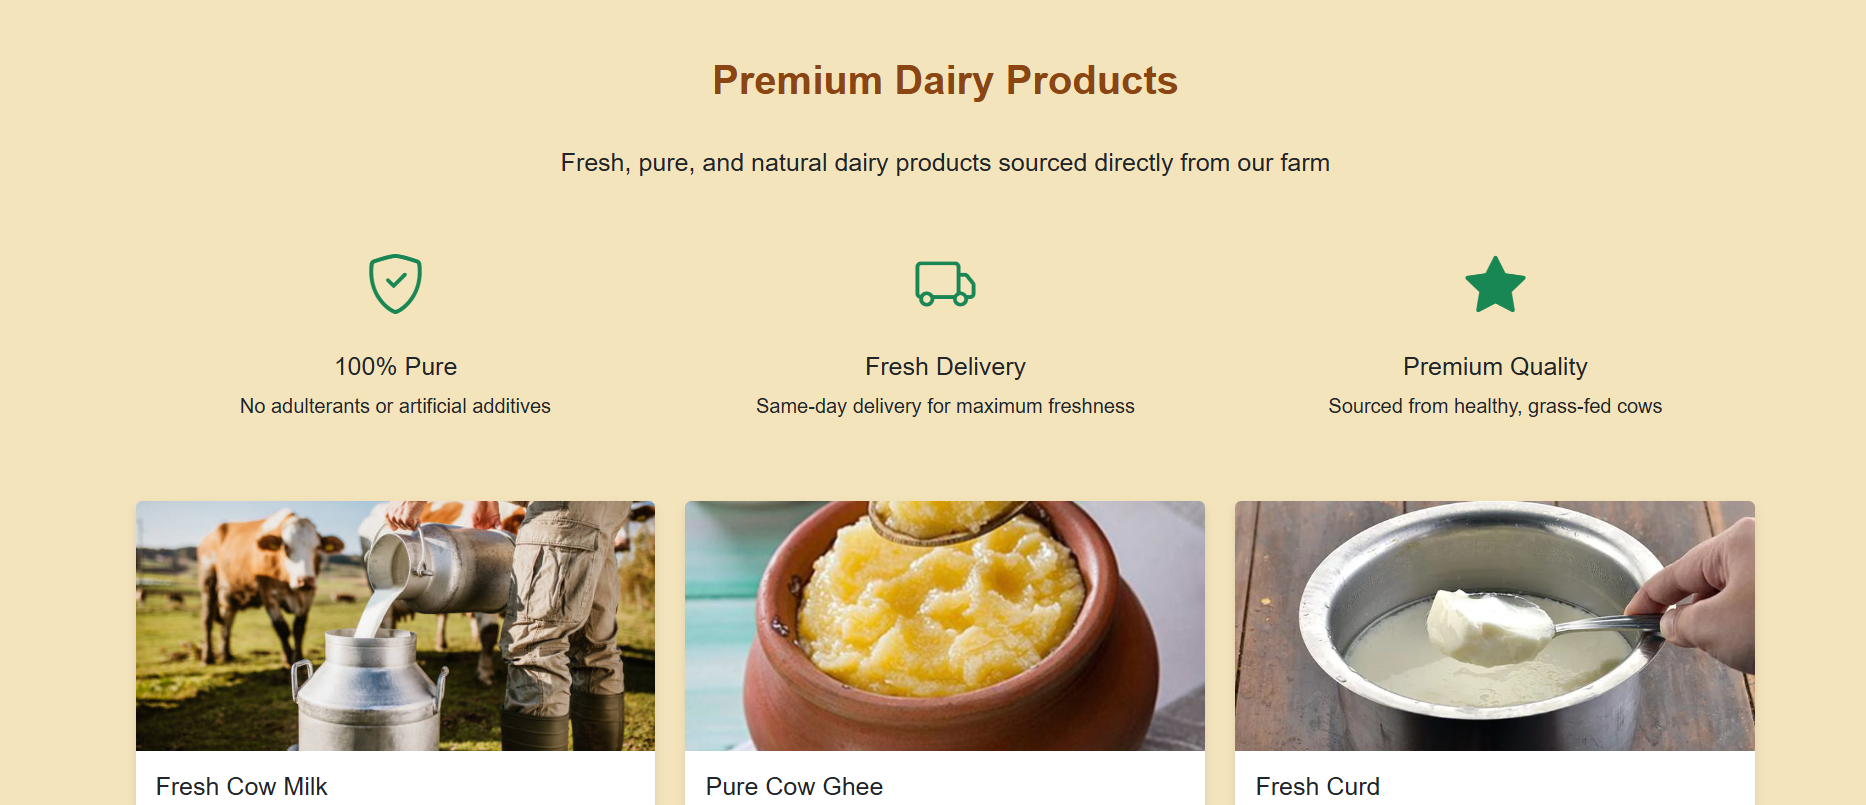 Premium Dairy Products
Fresh, pure, and natural dairy products sourced directly from our farm
100% Pure
No adulterants or artificial additives
Fresh Delivery
Same-day delivery for maximum freshness
Premium Quality
Sourced from healthy, grass-fed cows
Fresh Cow Milk
Pure Cow Ghee
Fresh Curd